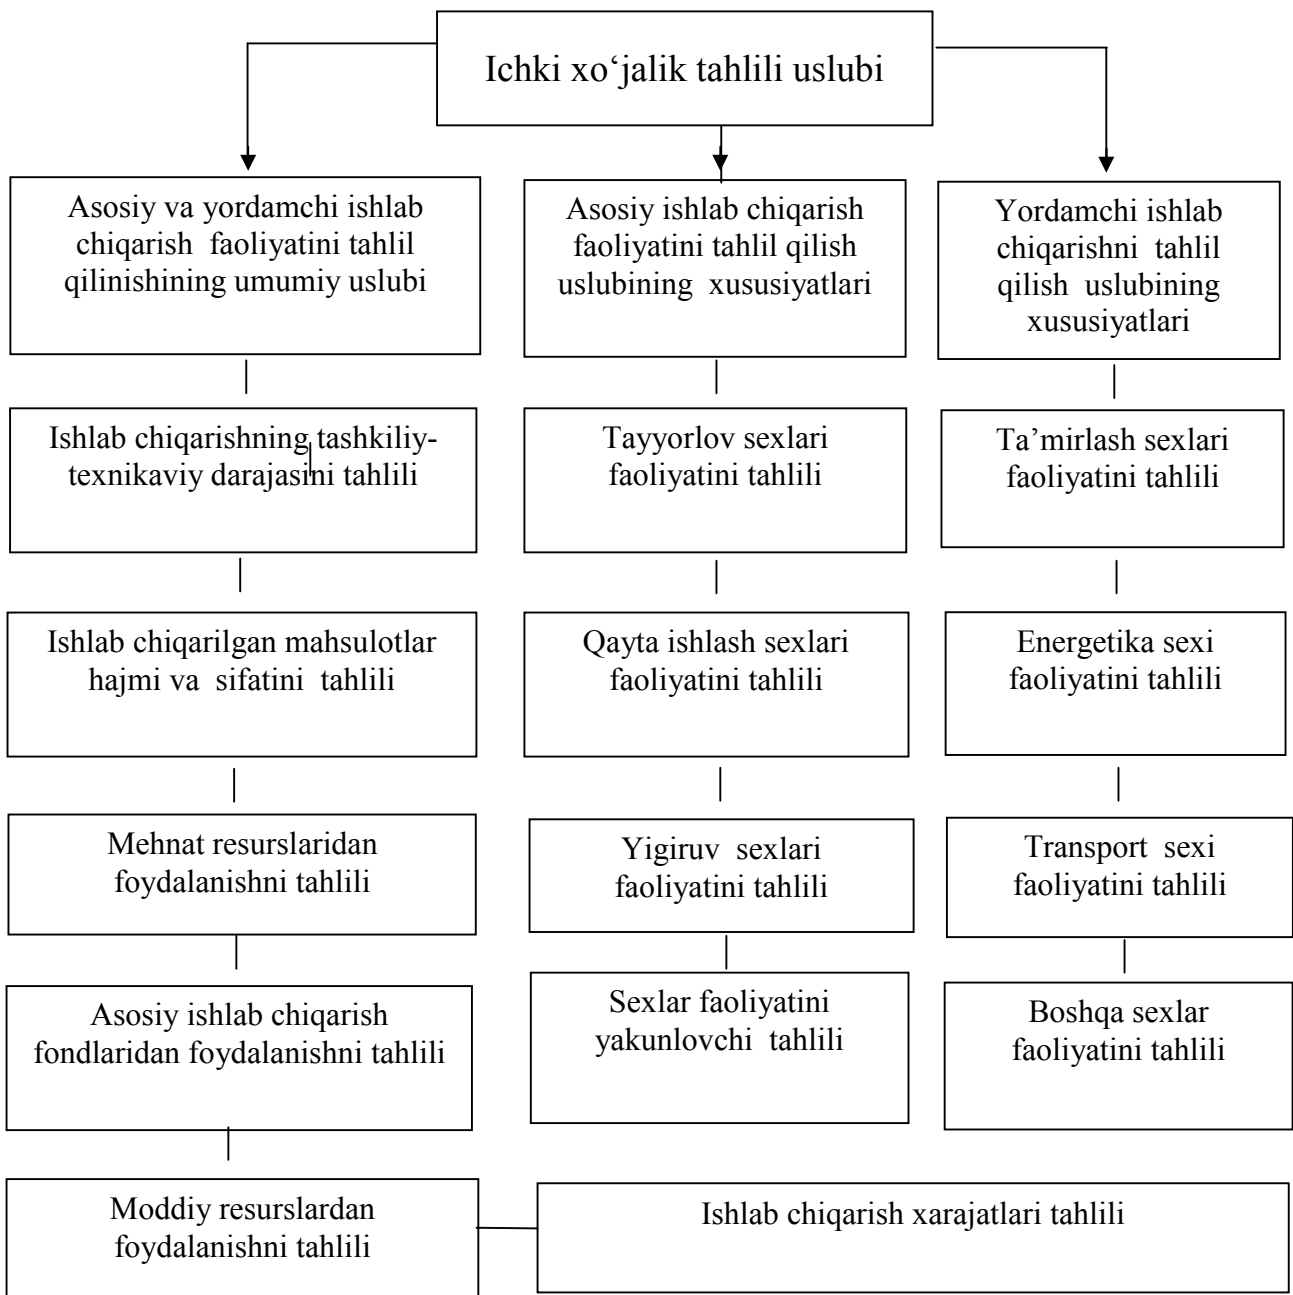 Ichki xo‘jalik tahlili uslubi
Asosiy va yordamchi ishlab
chiqarish faoliyatini tahlil
qilinishining umumiy uslubi
Asosiy ishlab chiqarish
faoliyatini tahlil qilish
uslubining xususiyatlari
Yordamchi ishlab
chiqarishni tahlil
qilish uslubining
xususiyatlari
Ishlab chiqarishning tashkiliy-
texnikaviy darajasini tahlili
Tayyorlov sexlari
faoliyatini tahlili
Ta’mirlash sexlari
faoliyatini tahlili
Ishlab chiqarilgan mahsulotlar
hajmi va sifatini tahlili
Qayta ishlash sexlari
faoliyatini tahlili
Energetika sexi
faoliyatini tahlili
Mehnat resurslaridan
foydalanishni tahlili
Yigiruv sexlari
faoliyatini tahlili
Transport sexi
faoliyatini tahlili
Asosiy ishlab chiqarish
fondlaridan foydalanishni tahlili
Sexlar faoliyatini
yakunlovchi tahlili
Boshqa sexlar
faoliyatini tahlili
Moddiy resurslardan
foydalanishni tahlili
Ishlab chiqarish xarajatlari tahlili